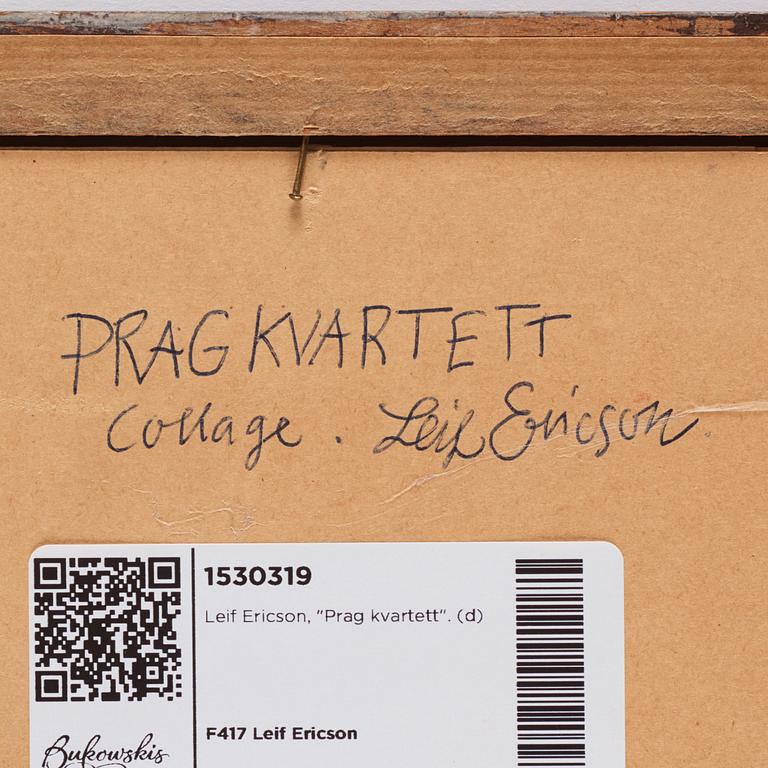 PRAG KVARTETT
Collage . Leif Ericson.
1530319
Leif Ericson, "Prag kvartett". (d)
F417 Leif Ericson
Bukowskis